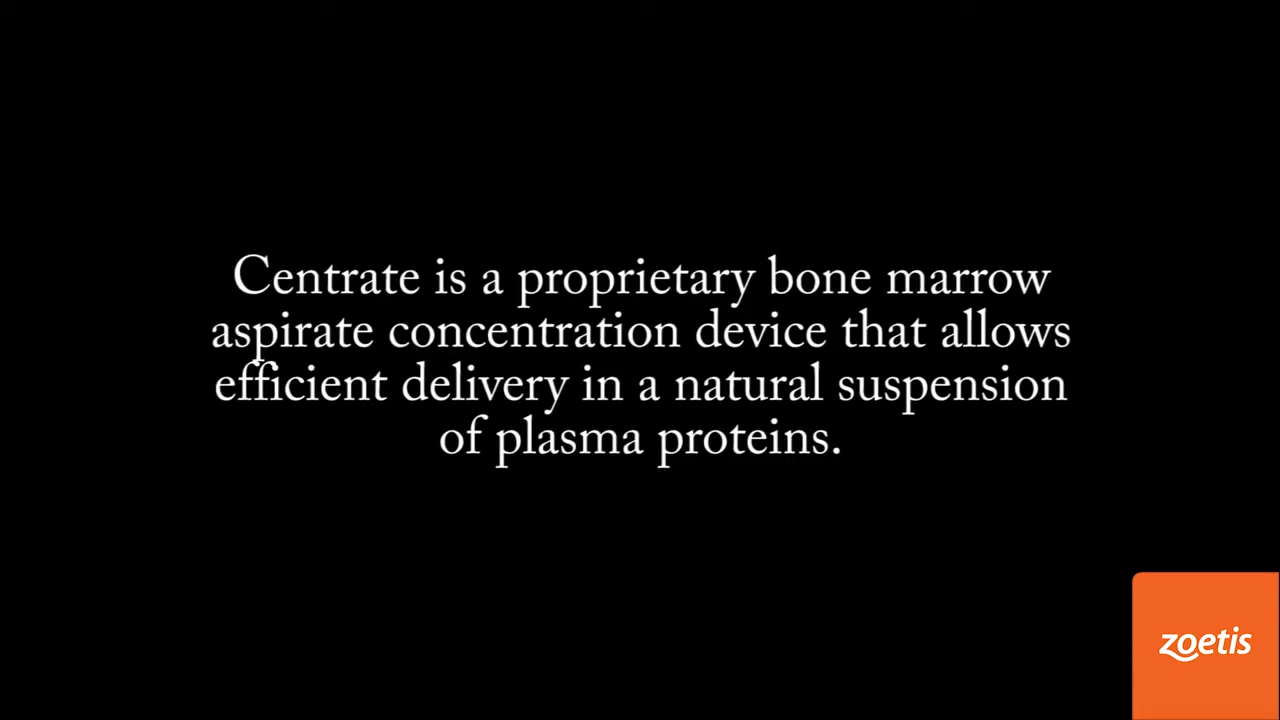 Centrate is a proprietary bone marrow
aspirate concentration device that allows
efficient delivery in a natural suspension
of plasma proteins.
zoetis